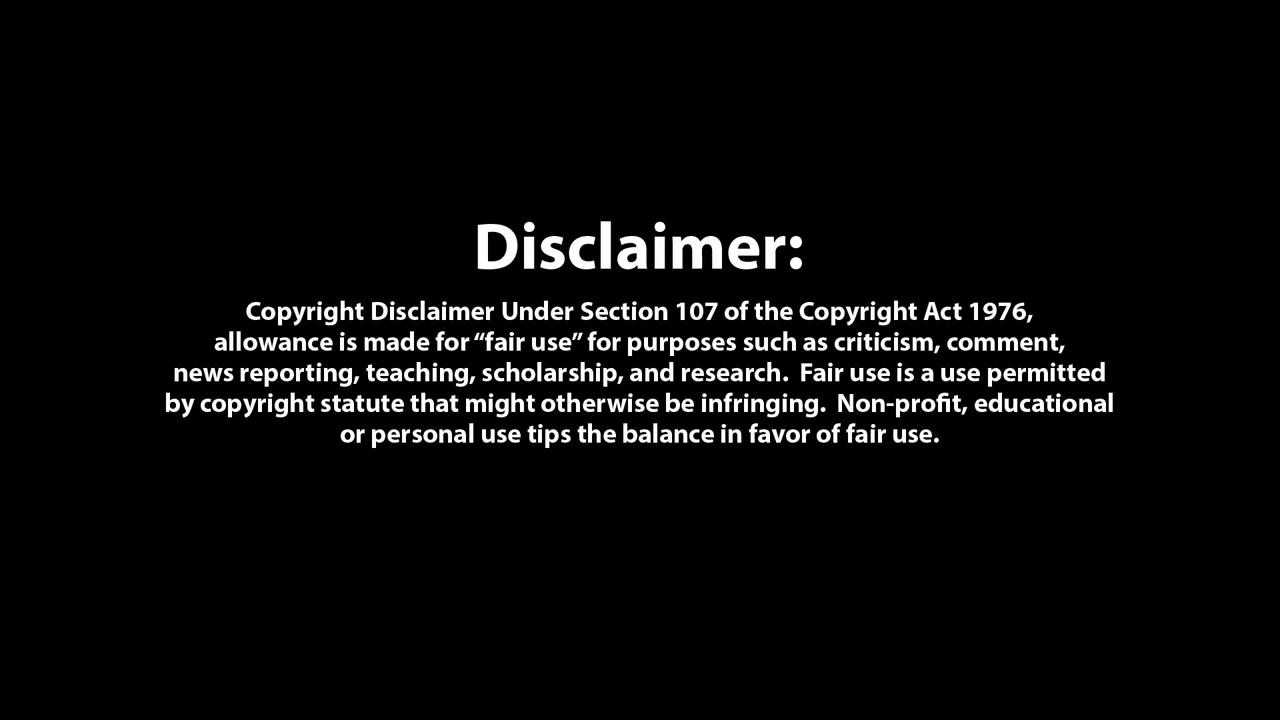 Disclaimer:
Copyright Disclaimer Under Section 107 of the Copyright Act 1976,
allowance is made for “fair use” for purposes such as criticism, comment,
news reporting, teaching, scholarship, and research.  Fair use is a use permitted
by copyright statute that might otherwise be infringing.  Non-profit, educational
or personal use tips the balance in favor of fair use.